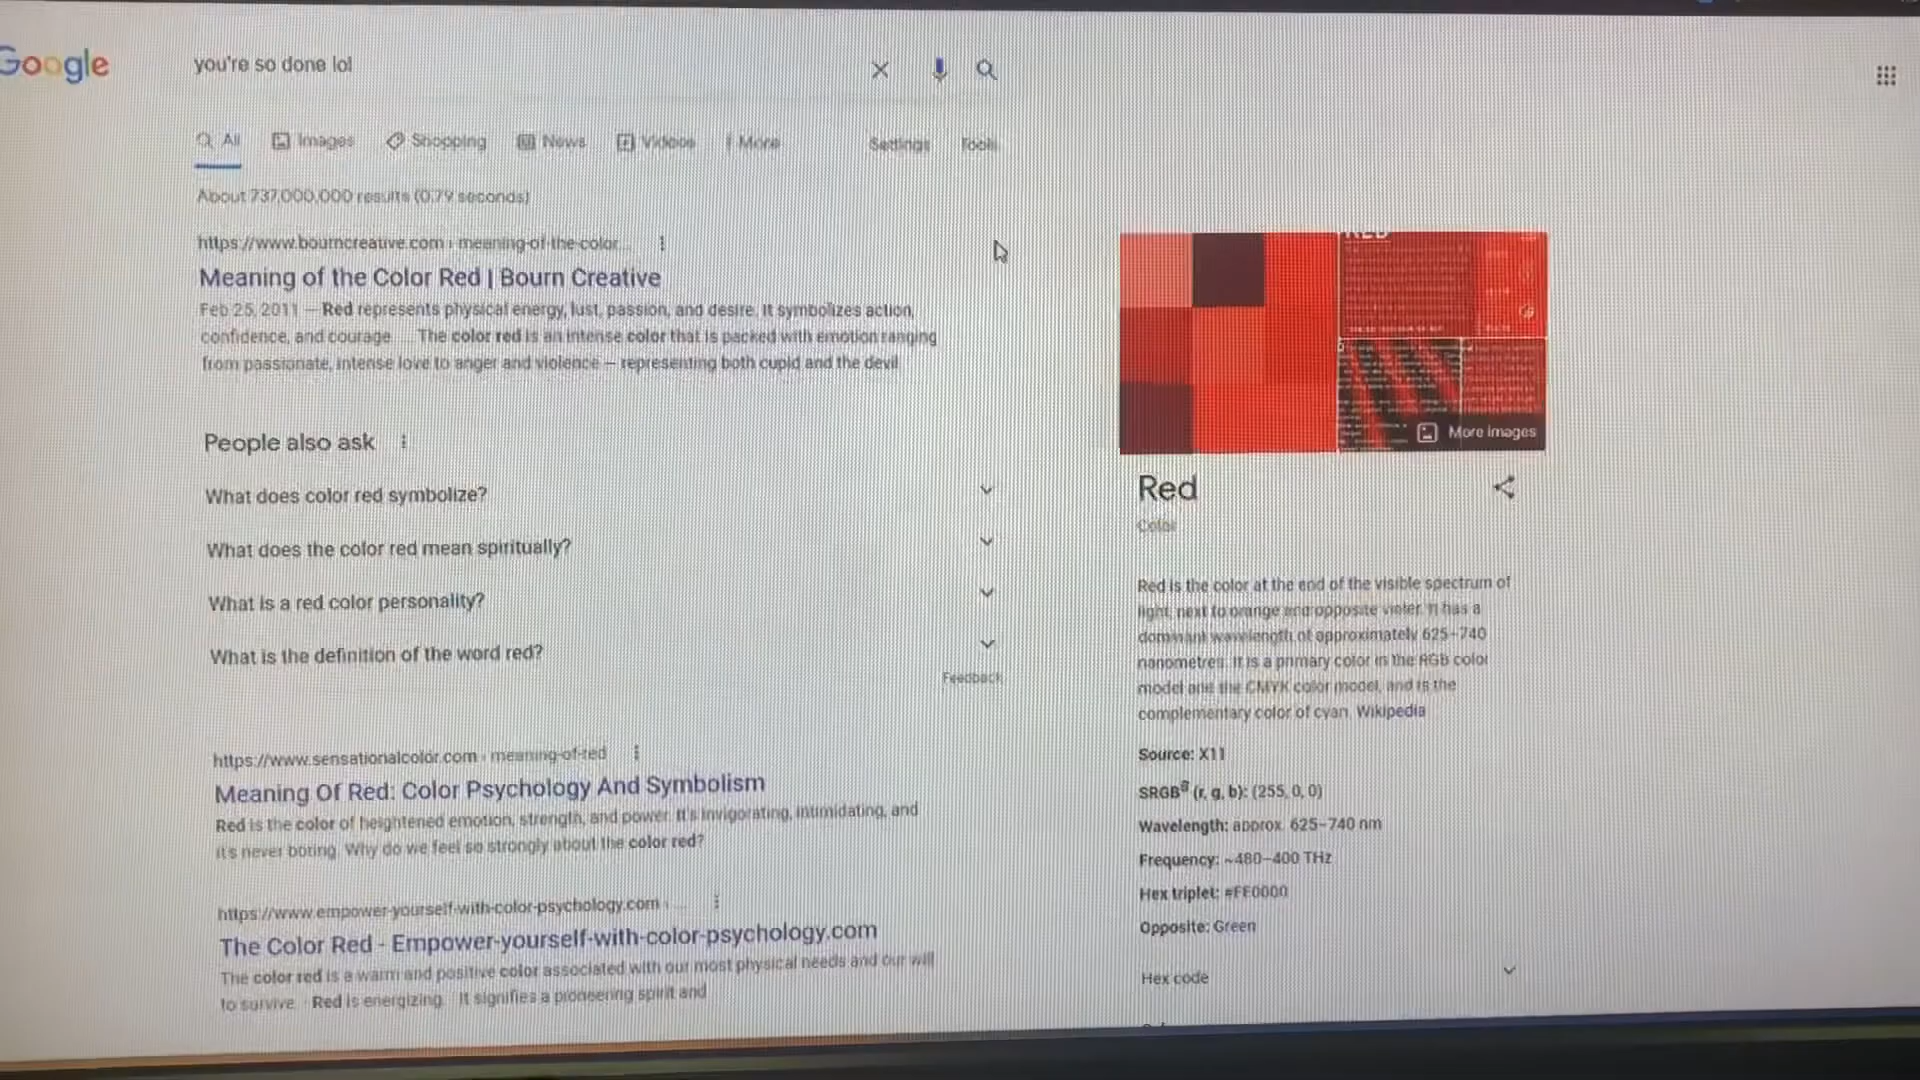 Google
you're so done lol
All Images Shopping News Videos More Settings Tools
About 737,000,000 results (0.79 seconds)
https://www.bourncreative.com › meaning-of-the-color...
Meaning of the Color Red | Bourn Creative
Feb 25, 2011 — Red represents physical energy, lust, passion, and desire. It symbolizes action,
confidence, and courage. ... The color red is an intense color that is packed with emotion ranging
from passionate, intense love to anger and violence — representing both cupid and the devil.
People also ask
What does color red symbolize?
What does the color red mean spiritually?
What is a red color personality?
What is the definition of the word red?
Feedback
https://www.sensationalcolor.com › meaning-of-red
Meaning Of Red: Color Psychology And Symbolism
Red is the color of heightened emotion, strength, and power. It's invigorating, intimidating, and
it's never boring. Why do we feel so strongly about the color red?
https://www.empower-yourself-with-color-psychology.com › ...
The Color Red - Empower-yourself-with-color-psychology.com
The color red is a warm and positive color associated with our most physical needs and our will
to survive. · Red is energizing. · It signifies a pioneering spirit and
RED
More images
Red
Color
Red is the color at the end of the visible spectrum of
light, next to orange and opposite violet. It has a
dominant wavelength of approximately 625–740
nanometres. It is a primary color in the RGB color
model and the CMYK color model, and is the
complementary color of cyan. Wikipedia
Source: X11
SRGB (r, g, b): (255, 0, 0)
Wavelength: approx. 625–740 nm
Frequency: ~480–400 THz
Hex triplet: #FF0000
Opposite: Green
Hex code